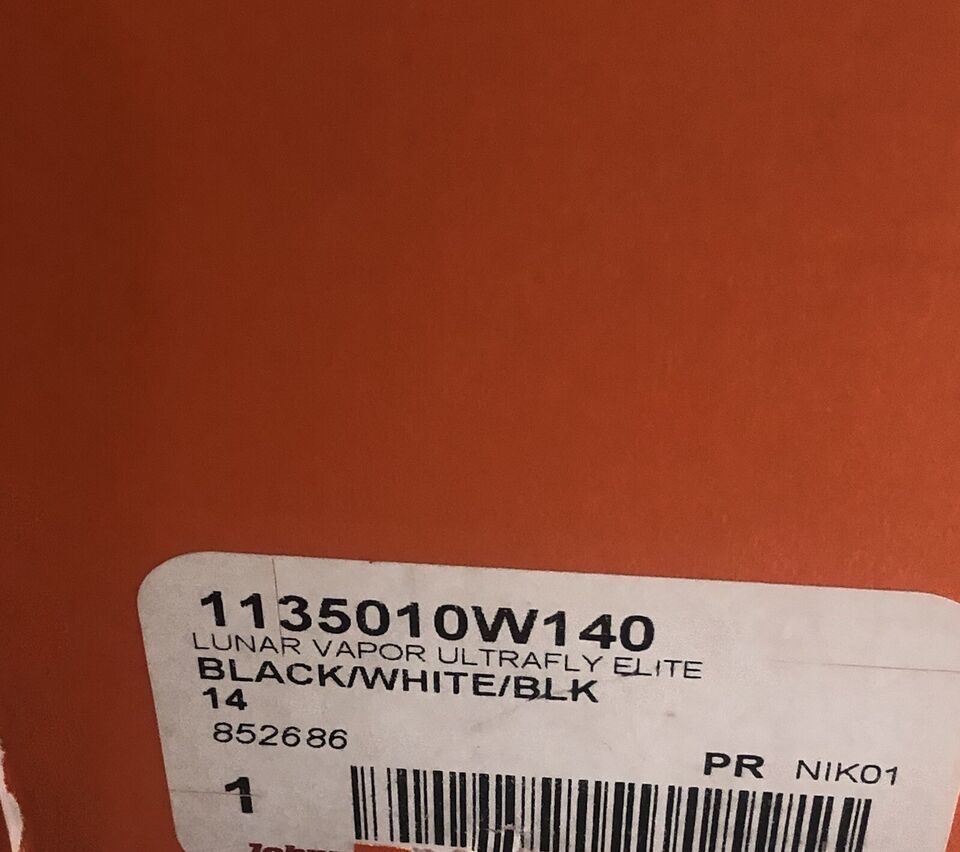 1135010W140
LUNAR VAPOR ULTRAFLY ELITE
BLACK/WHITE/BLK
14
852686
PR NIK01
1